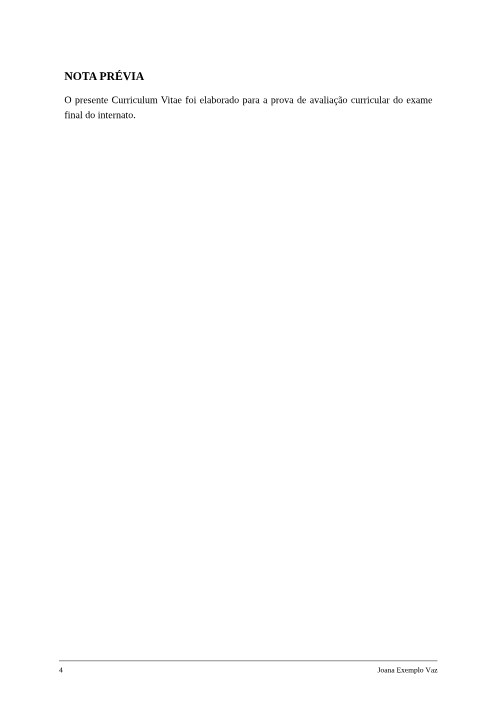 NOTA PRÉVIA
O presente Curriculum Vitae foi elaborado para a prova de avaliação curricular do exame
final do internato.
4
Joana Exemplo Vaz